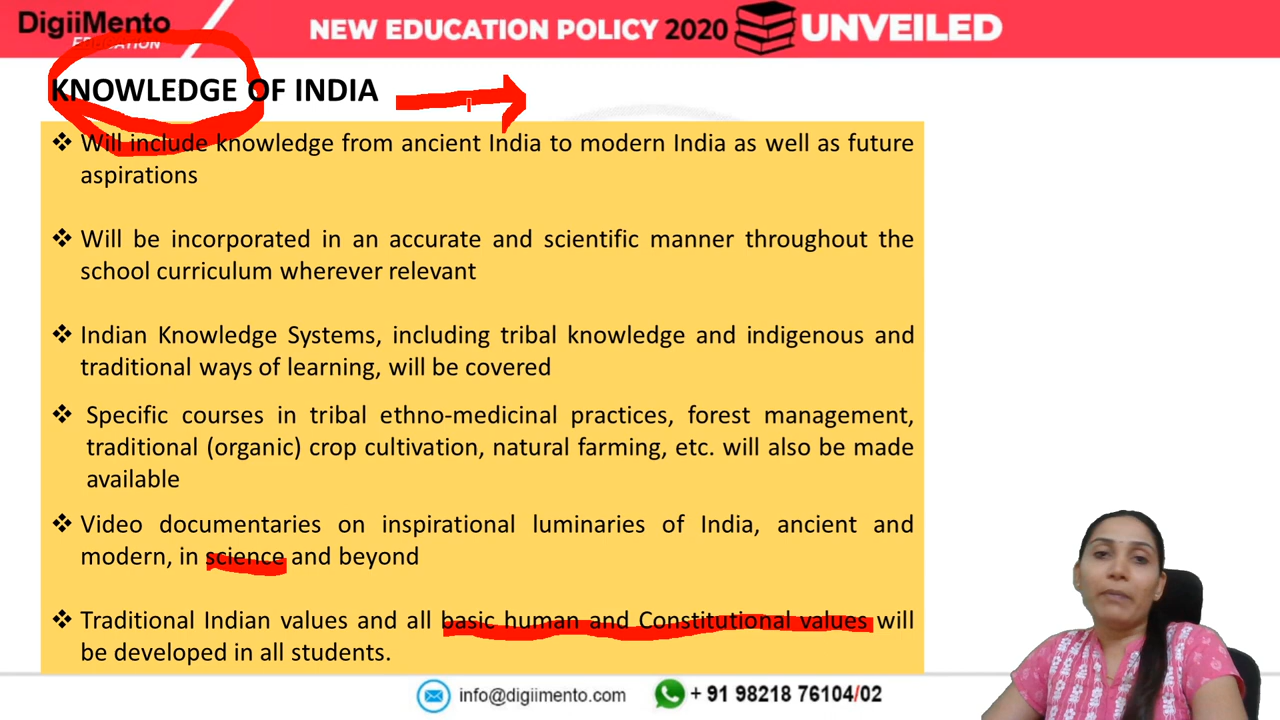 DigiiMento
EDUCATION
NEW EDUCATION POLICY 2020 UNVEILED
KNOWLEDGE OF INDIA
❖ Will include knowledge from ancient India to modern India as well as future
aspirations
❖ Will be incorporated in an accurate and scientific manner throughout the
school curriculum wherever relevant
❖ Indian Knowledge Systems, including tribal knowledge and indigenous and
traditional ways of learning, will be covered
❖ Specific courses in tribal ethno-medicinal practices, forest management,
traditional (organic) crop cultivation, natural farming, etc. will also be made
available
❖ Video documentaries on inspirational luminaries of India, ancient and
modern, in science and beyond
❖ Traditional Indian values and all basic human and Constitutional values will
be developed in all students.
info@digiimento.com
+ 91 98218 76104/02